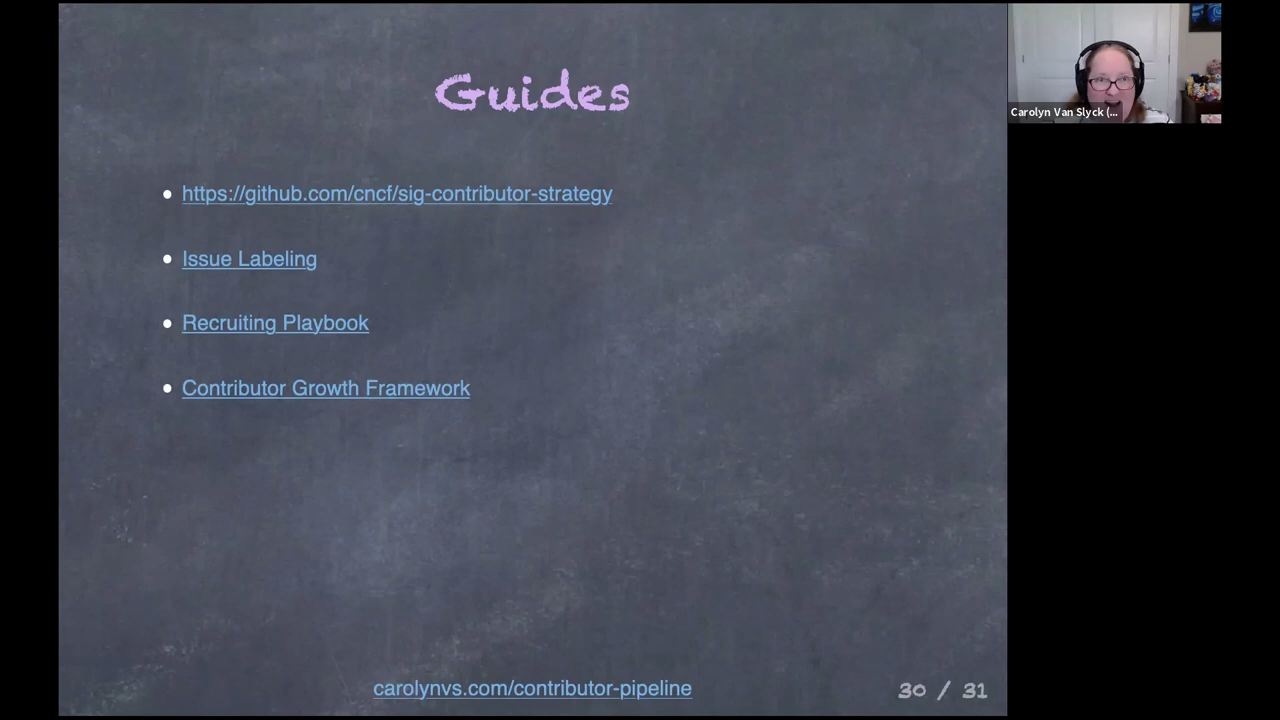 Guides
https://github.com/cncf/sig-contributor-strategy
Issue Labeling
Recruiting Playbook
Contributor Growth Framework
carolynvs.com/contributor-pipeline
30 / 31
Carolyn Van Slyck (...